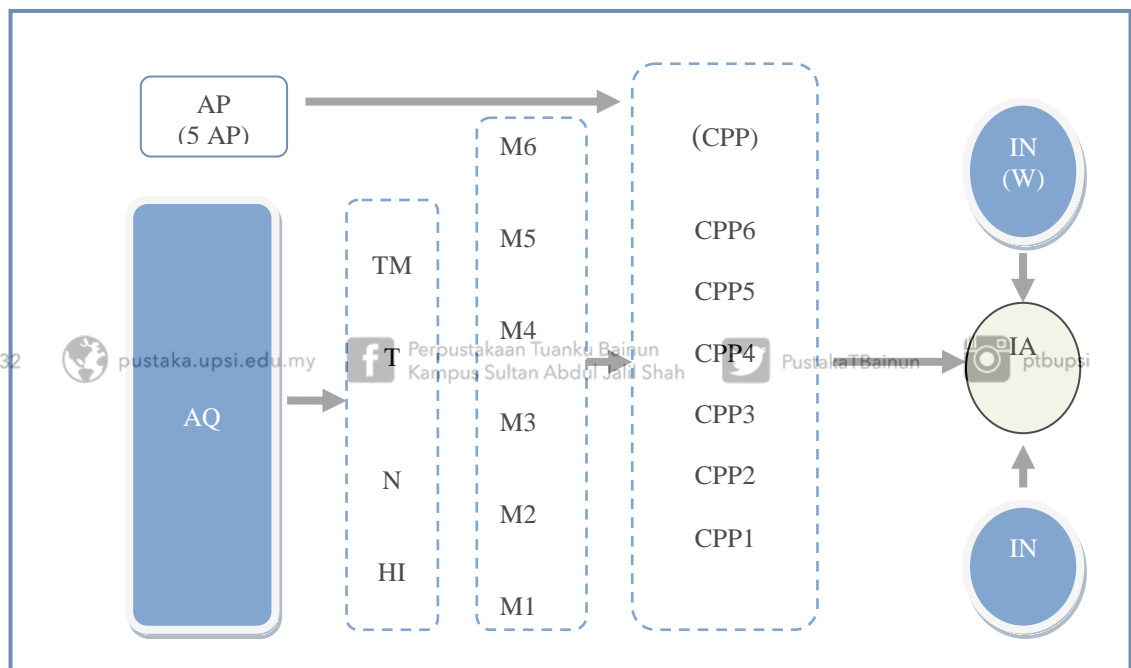 AP
(5 AP)
AQ
TM
T
N
HI
M6
M5
M4
M3
M2
M1
(CPP)
CPP6
CPP5
CPP4
CPP3
CPP2
CPP1
IN
(W)
IA
IN
32
pustaka.upsi.edu.my
Perpustakaan Tuanku Bainun
Kampus Sultan Abdul Jalil Shah
PustakaTBainun
ptbupsi